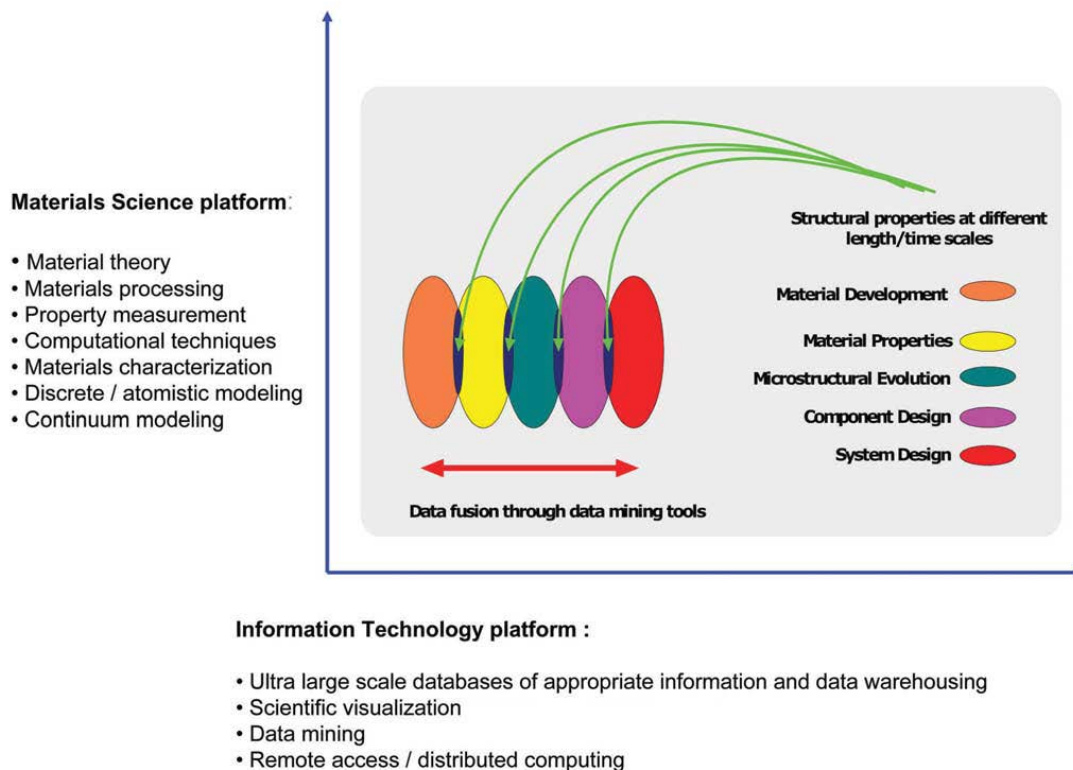 Materials Science platform:
• Material theory
• Materials processing
• Property measurement
• Computational techniques
• Materials characterization
• Discrete / atomistic modeling
• Continuum modeling
Structural properties at different
length/time scales
Material Development
Material Properties
Microstructural Evolution
Component Design
System Design
Data fusion through data mining tools
Information Technology platform :
• Ultra large scale databases of appropriate information and data warehousing
• Scientific visualization
• Data mining
• Remote access / distributed computing